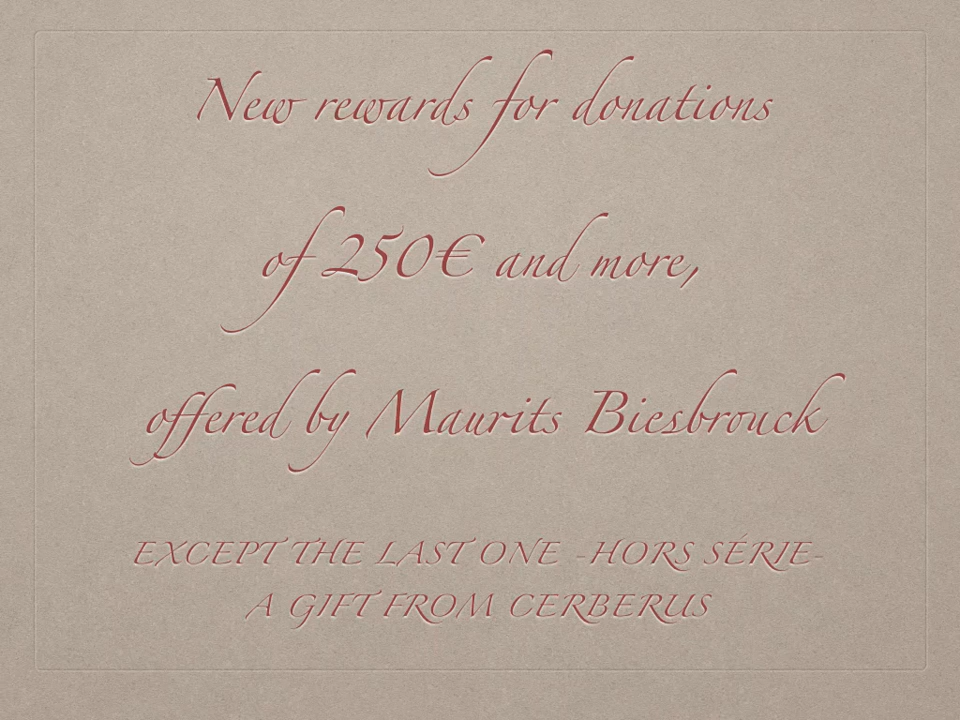 New rewards for donations
of 250€ and more,
offered by Maurits Biesbrouck
EXCEPT THE LAST ONE -HORS SÉRIE-
A GIFT FROM CERBERUS